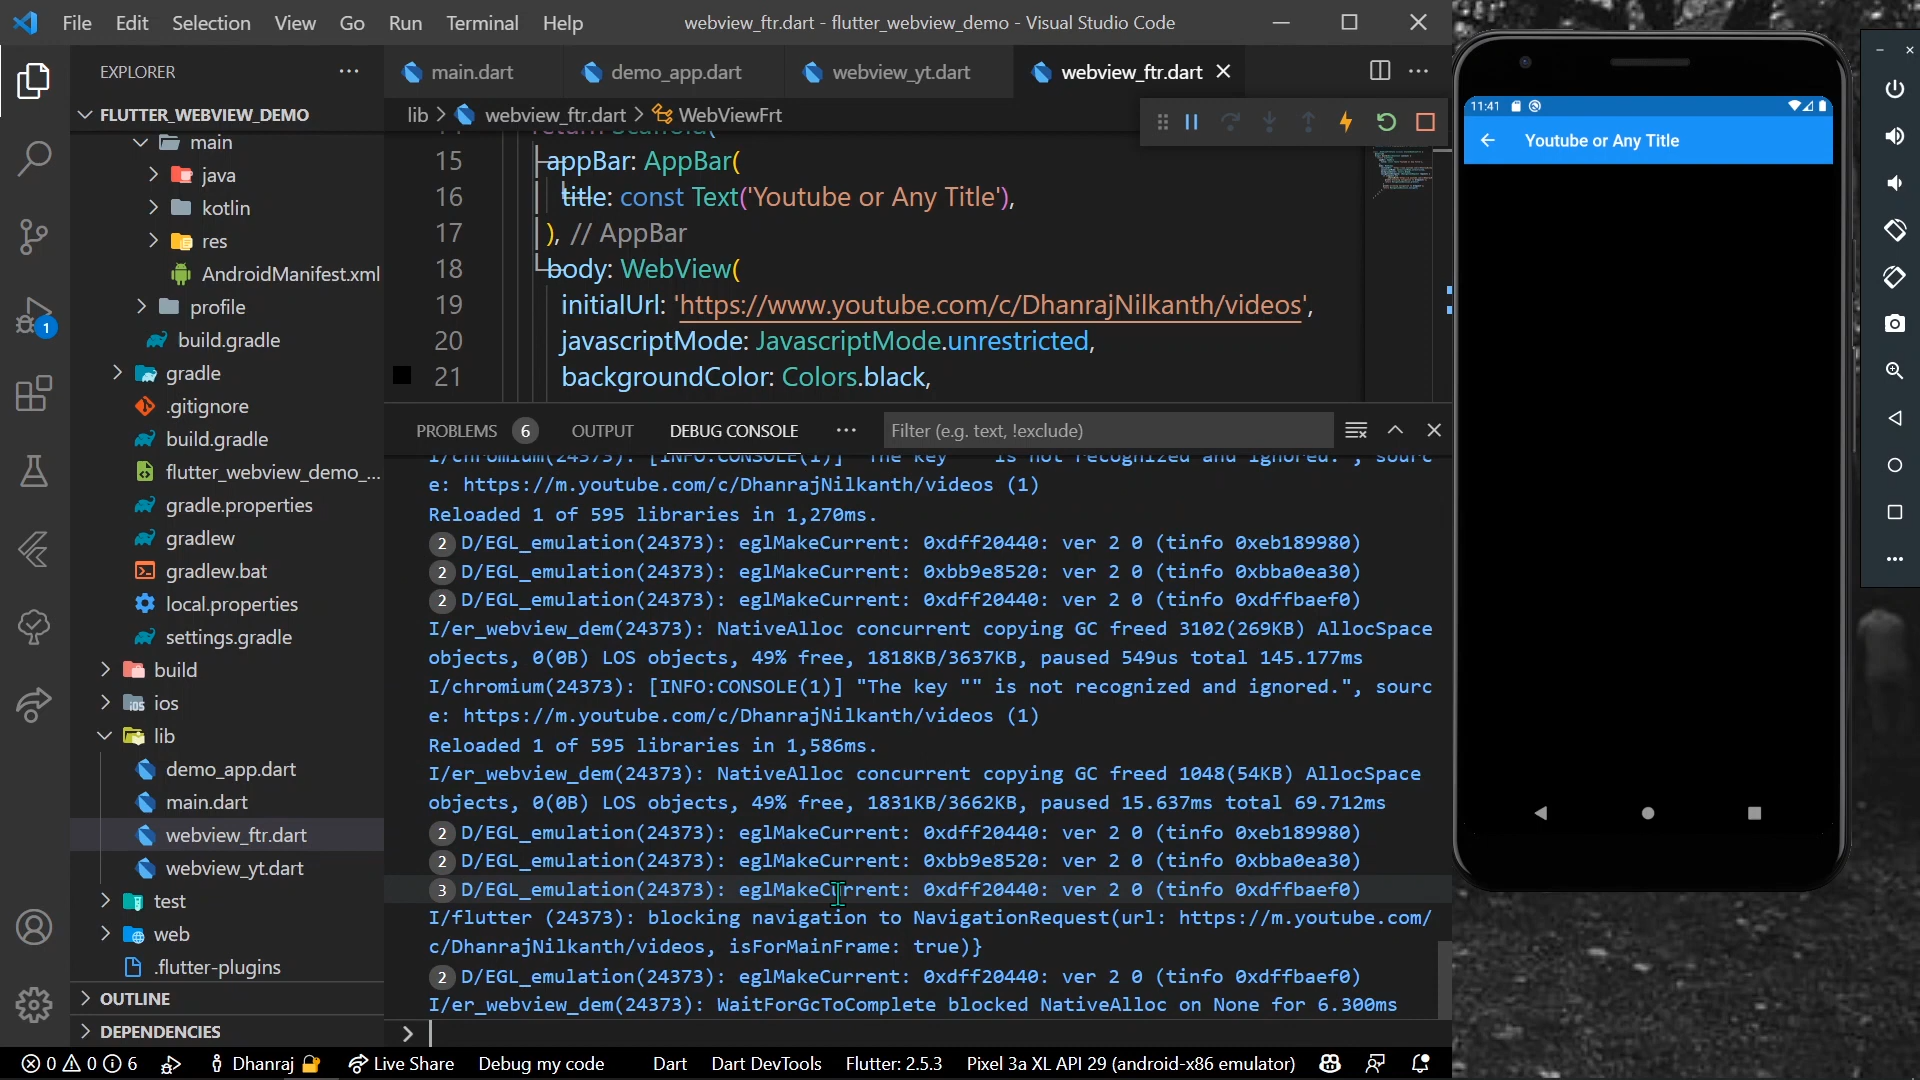 File Edit Selection View Go Run Terminal Help
webview_ftr.dart - flutter_webview_demo - Visual Studio Code
EXPLORER
FLUTTER_WEBVIEW_DEMO
main
java
kotlin
res
AndroidManifest.xml
profile
build.gradle
gradle
.gitignore
build.gradle
flutter_webview_demo_...
gradle.properties
gradlew
gradlew.bat
local.properties
settings.gradle
build
ios
lib
demo_app.dart
main.dart
webview_ftr.dart
webview_yt.dart
test
web
.flutter-plugins
OUTLINE
DEPENDENCIES
main.dart demo_app.dart webview_yt.dart webview_ftr.dart
lib > webview_ftr.dart > WebViewFrt
return Scaffold(
15 appBar: AppBar(
16 title: const Text('Youtube or Any Title'),
17 ), // AppBar
18 body: WebView(
19 initialUrl: 'https://www.youtube.com/c/DhanrajNilkanth/videos',
20 javascriptMode: JavascriptMode.unrestricted,
21 backgroundColor: Colors.black,
PROBLEMS 6 OUTPUT DEBUG CONSOLE ... Filter (e.g. text, !exclude)
I/chromium(24373): [INFO:CONSOLE(1)] "The key "" is not recognized and ignored.", sourc
e: https://m.youtube.com/c/DhanrajNilkanth/videos (1)
Reloaded 1 of 595 libraries in 1,270ms.
2 D/EGL_emulation(24373): eglMakeCurrent: 0xdff20440: ver 2 0 (tinfo 0xeb189980)
2 D/EGL_emulation(24373): eglMakeCurrent: 0xbb9e8520: ver 2 0 (tinfo 0xbba0ea30)
2 D/EGL_emulation(24373): eglMakeCurrent: 0xdff20440: ver 2 0 (tinfo 0xdffbaef0)
I/er_webview_dem(24373): NativeAlloc concurrent copying GC freed 3102(269KB) AllocSpace
objects, 0(0B) LOS objects, 49% free, 1818KB/3637KB, paused 549us total 145.177ms
I/chromium(24373): [INFO:CONSOLE(1)] "The key "" is not recognized and ignored.", sourc
e: https://m.youtube.com/c/DhanrajNilkanth/videos (1)
Reloaded 1 of 595 libraries in 1,586ms.
I/er_webview_dem(24373): NativeAlloc concurrent copying GC freed 1048(54KB) AllocSpace
objects, 0(0B) LOS objects, 49% free, 1831KB/3662KB, paused 15.637ms total 69.712ms
2 D/EGL_emulation(24373): eglMakeCurrent: 0xdff20440: ver 2 0 (tinfo 0xeb189980)
2 D/EGL_emulation(24373): eglMakeCurrent: 0xbb9e8520: ver 2 0 (tinfo 0xbba0ea30)
3 D/EGL_emulation(24373): eglMakeCurrent: 0xdff20440: ver 2 0 (tinfo 0xdffbaef0)
I/flutter (24373): blocking navigation to NavigationRequest(url: https://m.youtube.com/
c/DhanrajNilkanth/videos, isForMainFrame: true)}
2 D/EGL_emulation(24373): eglMakeCurrent: 0xdff20440: ver 2 0 (tinfo 0xdffbaef0)
I/er_webview_dem(24373): WaitForGcToComplete blocked NativeAlloc on None for 6.300ms
1
0 0 6 Dhanraj Live Share Debug my code Dart Dart DevTools Flutter: 2.5.3 Pixel 3a XL API 29 (android-x86 emulator)
11:41
Youtube or Any Title